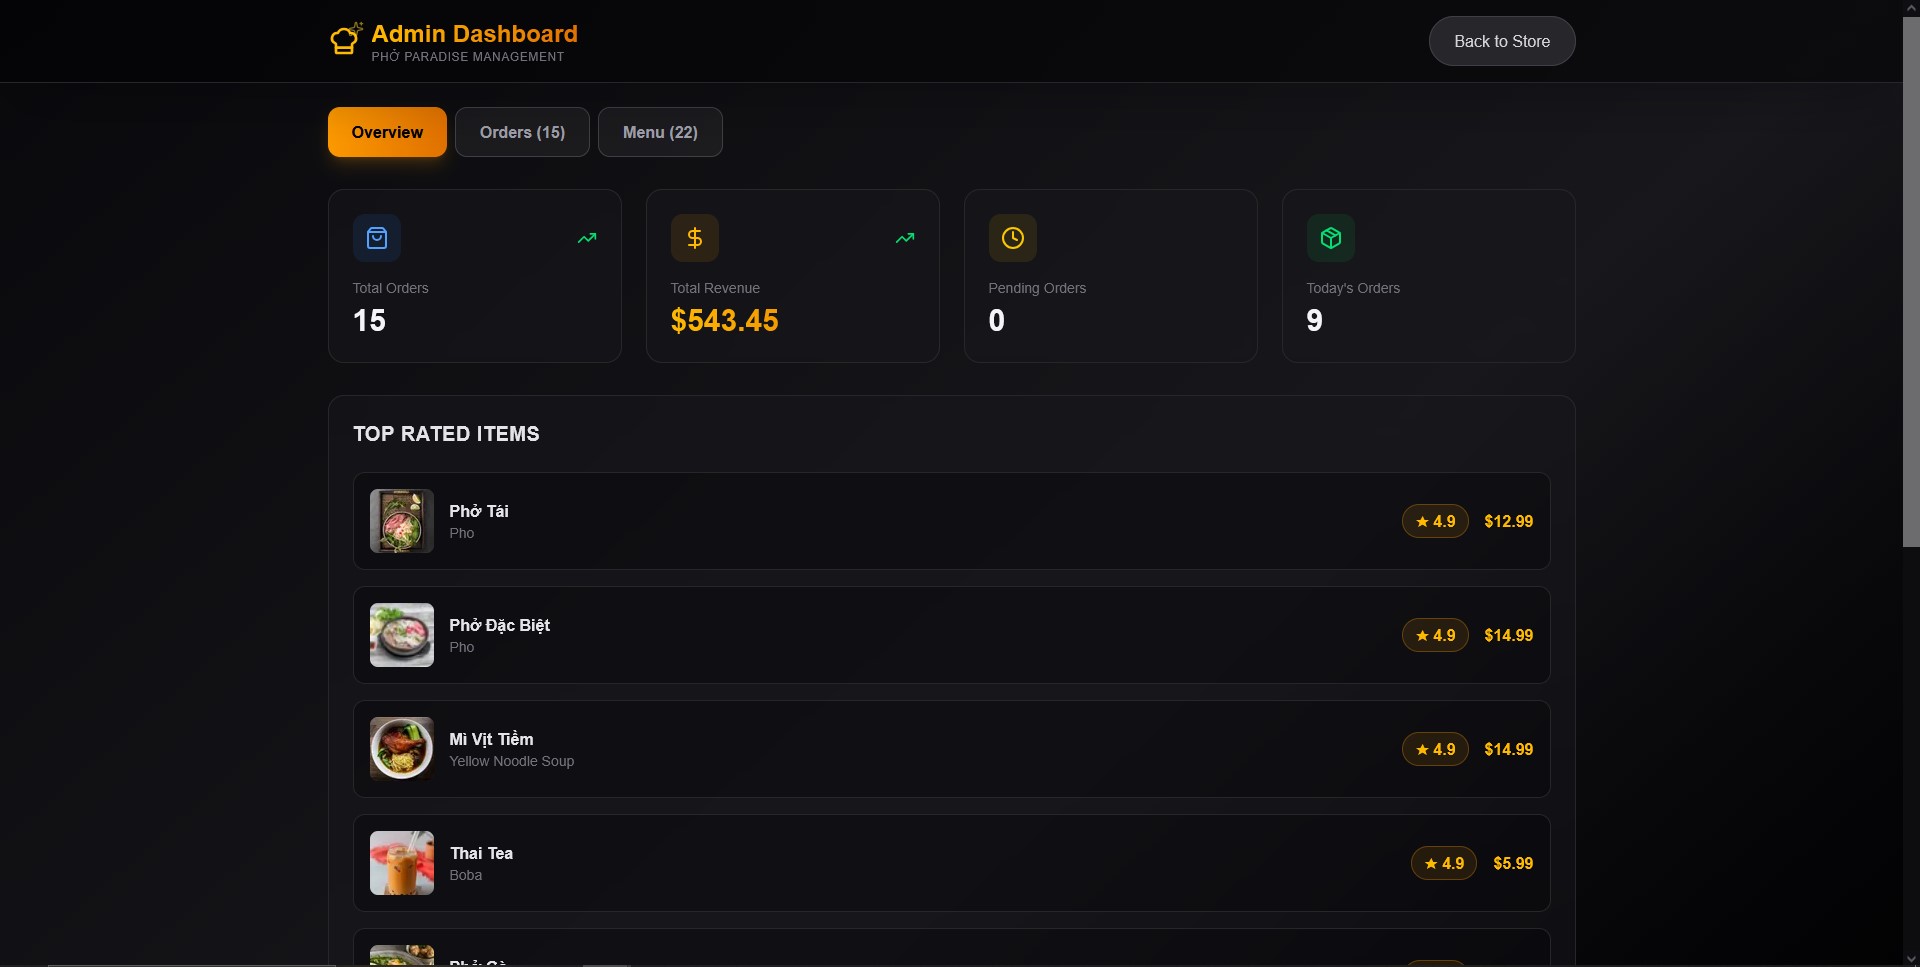 Admin Dashboard
PHỞ PARADISE MANAGEMENT
Back to Store
Overview
Orders (15)
Menu (22)
Total Orders
15
Total Revenue
$543.45
Pending Orders
0
Today's Orders
9
TOP RATED ITEMS
Phở Tái
Pho
4.9
$12.99
Phở Đặc Biệt
Pho
4.9
$14.99
Mì Vịt Tiềm
Yellow Noodle Soup
4.9
$14.99
Thai Tea
Boba
4.9
$5.99